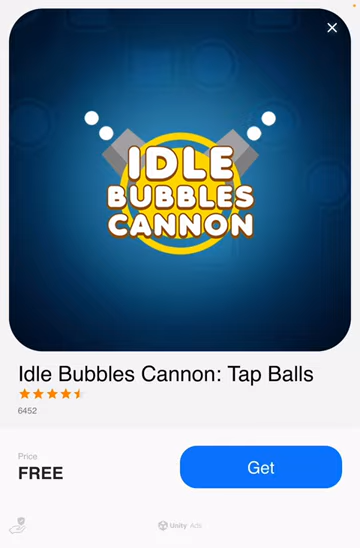 IDLE
BUBBLES
CANNON
Idle Bubbles Cannon: Tap Balls
6452
Price
FREE
Get
Unity Ads